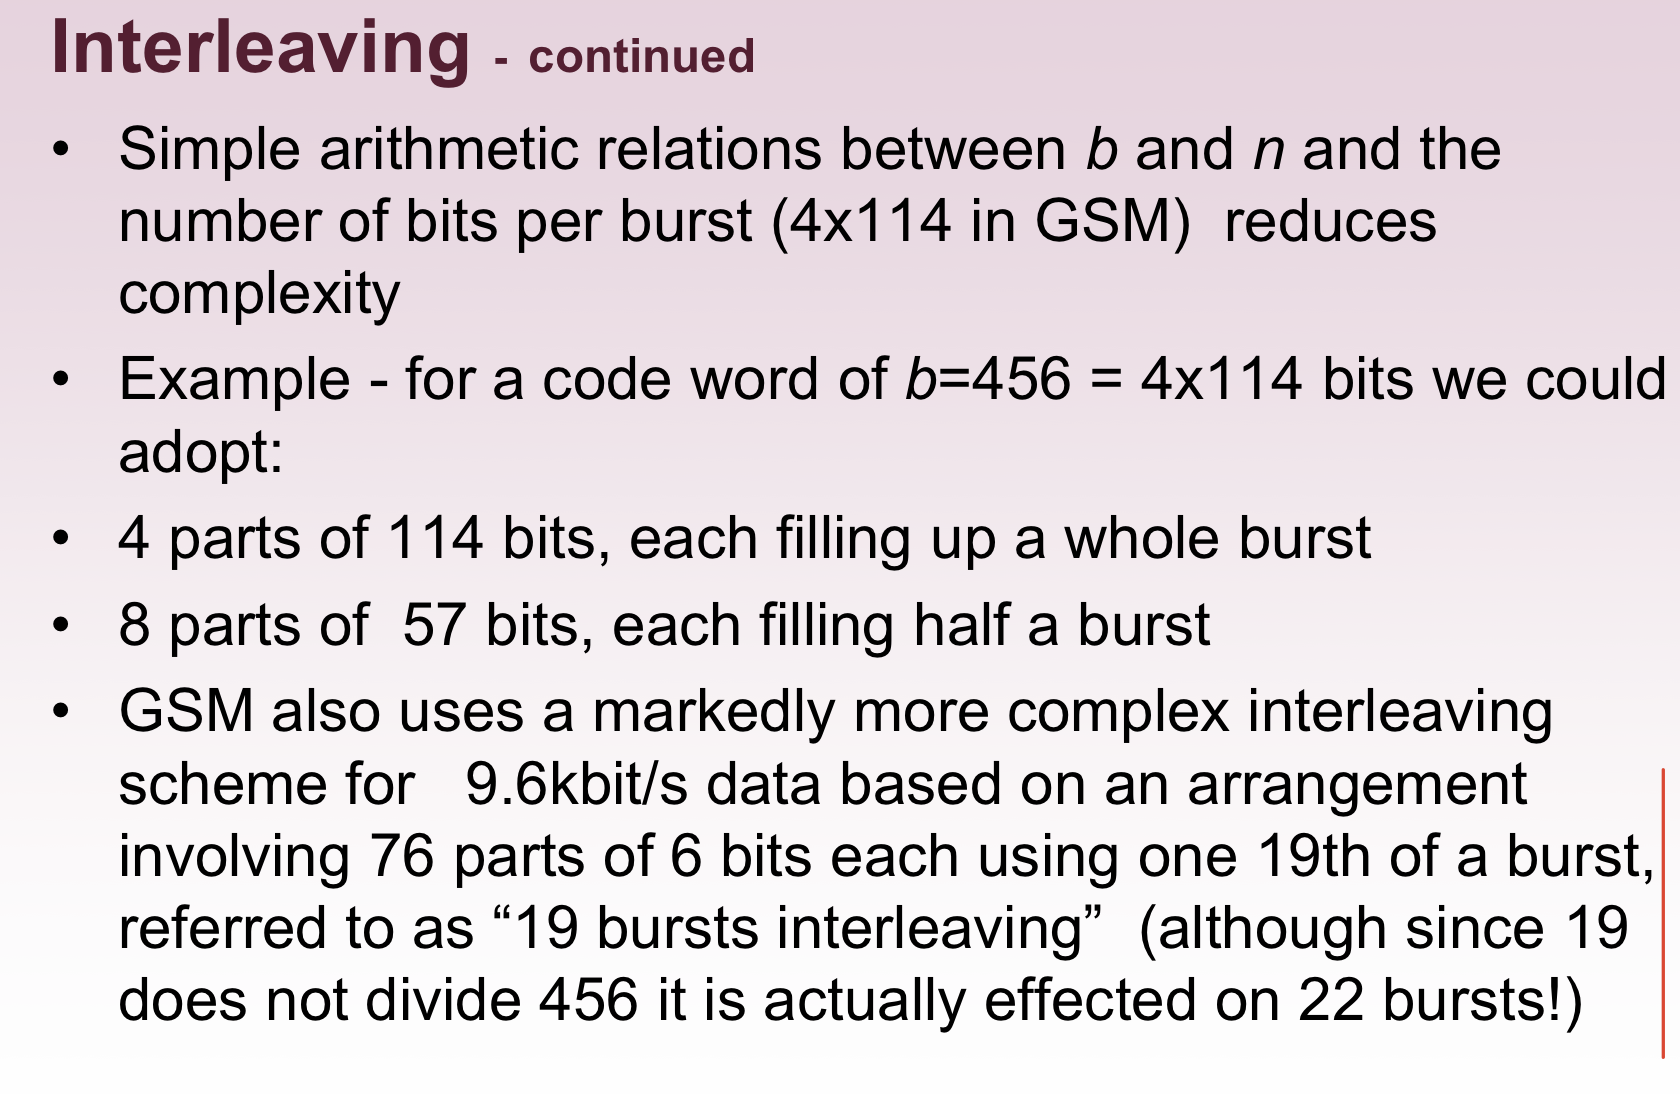 Interleaving - continued
• Simple arithmetic relations between b and n and the
number of bits per burst (4x114 in GSM)  reduces
complexity
• Example - for a code word of b=456 = 4x114 bits we could
adopt:
• 4 parts of 114 bits, each filling up a whole burst
• 8 parts of  57 bits, each filling half a burst
• GSM also uses a markedly more complex interleaving
scheme for   9.6kbit/s data based on an arrangement
involving 76 parts of 6 bits each using one 19th of a burst,
referred to as “19 bursts interleaving”  (although since 19
does not divide 456 it is actually effected on 22 bursts!)